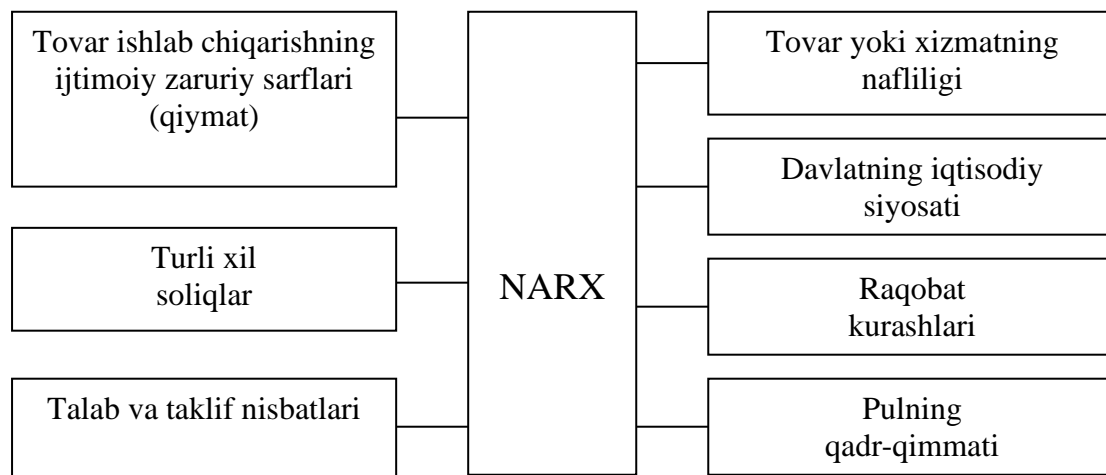 Tovar ishlab chiqarishning
ijtimoiy zaruriy sarflari
(qiymat)
Turli xil
soliqlar
Talab va taklif nisbatlari
NARX
Tovar yoki xizmatning
nafliligi
Davlatning iqtisodiy
siyosati
Raqobat
kurashlari
Pulning
qadr-qimmati